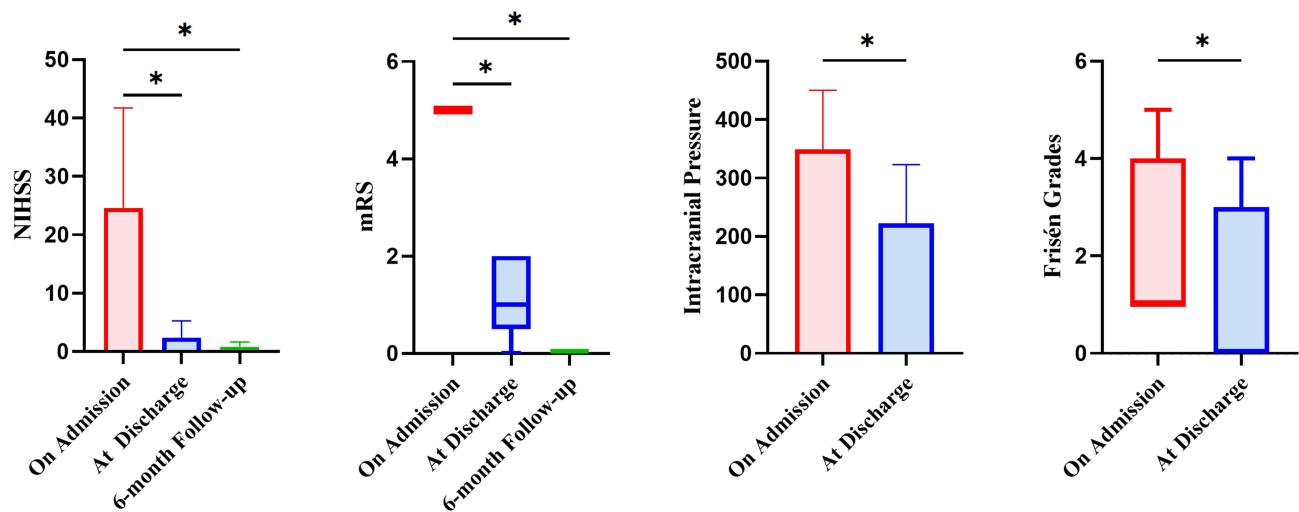 NIHSS
50
40
30
20
10
0
*
*
On Admission
At Discharge
6-month Follow-up
mRS
6
4
2
0
*
*
On Admission
At Discharge
6-month Follow-up
Intracranial Pressure
500
400
300
200
100
0
*
On Admission
At Discharge
Frisén Grades
6
4
2
0
*
On Admission
At Discharge